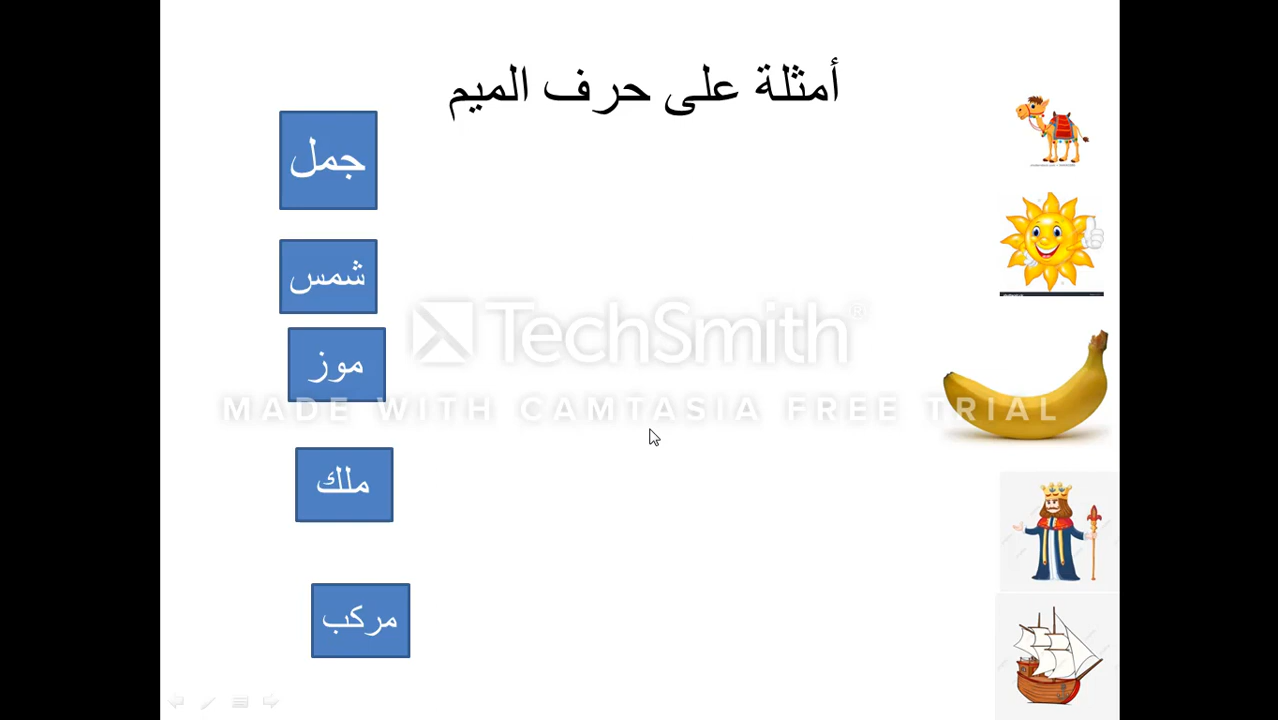 أمثلة على حرف الميم
جمل
شمس
موز
ملك
مركب
TechSmith®
MADE WITH CAMTASIA FREE TRIAL